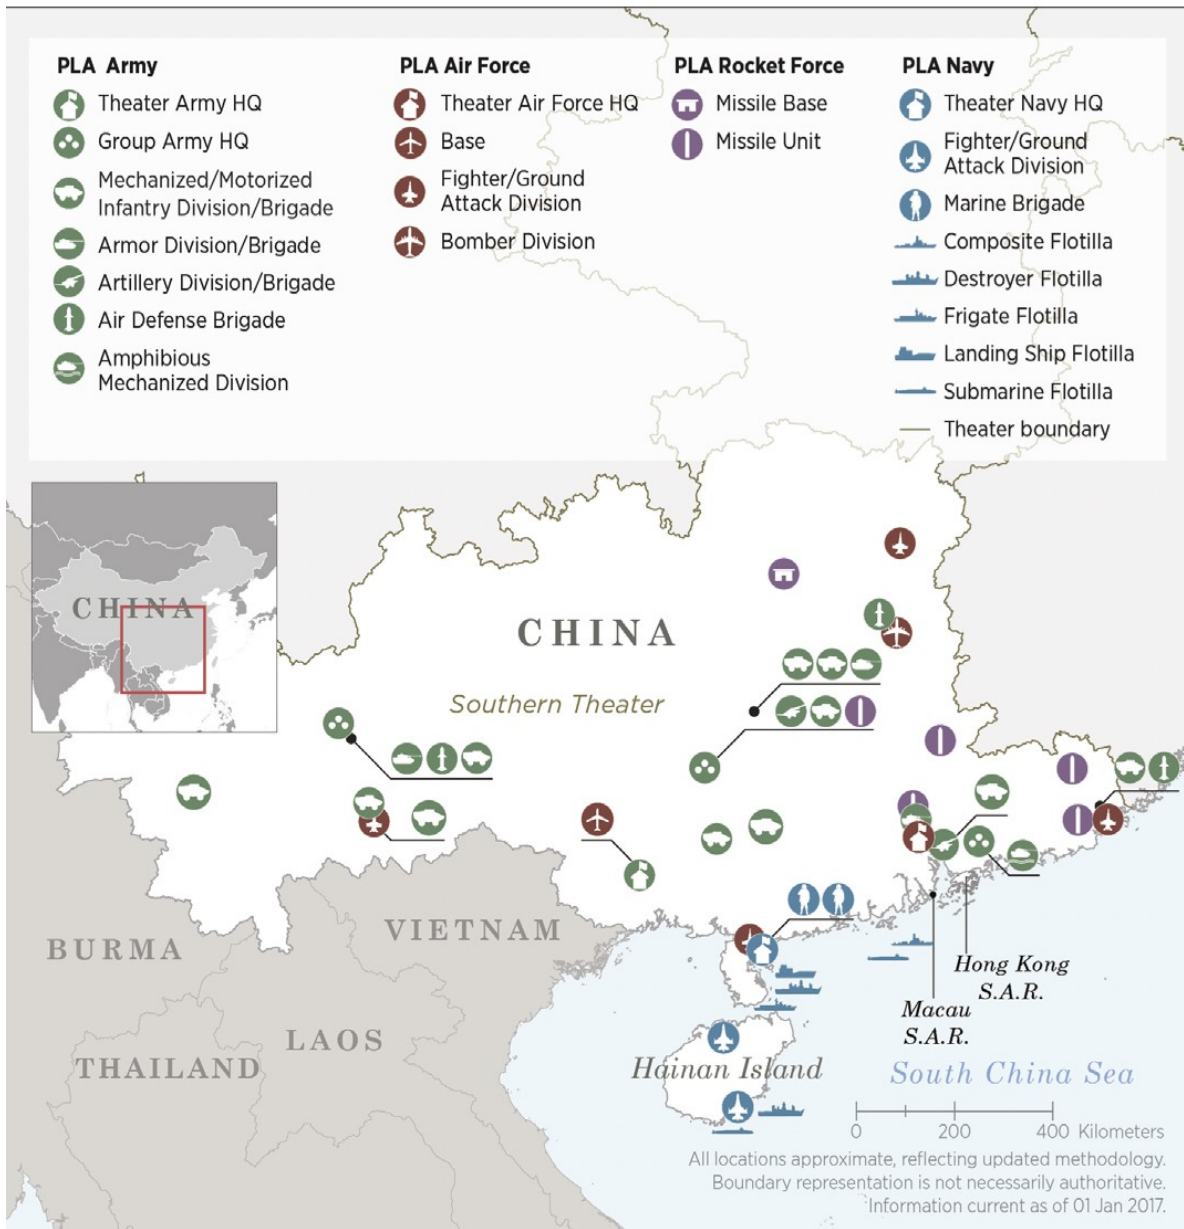 PLA Army
Theater Army HQ
Group Army HQ
Mechanized/Motorized
Infantry Division/Brigade
Armor Division/Brigade
Artillery Division/Brigade
Air Defense Brigade
Amphibious
Mechanized Division
PLA Air Force
Theater Air Force HQ
Base
Fighter/Ground
Attack Division
Bomber Division
PLA Rocket Force
Missile Base
Missile Unit
PLA Navy
Theater Navy HQ
Fighter/Ground
Attack Division
Marine Brigade
Composite Flotilla
Destroyer Flotilla
Frigate Flotilla
Landing Ship Flotilla
Submarine Flotilla
Theater boundary
CHINA
CHINA
Southern Theater
BURMA
VIETNAM
LAOS
THAILAND
Hong Kong
S.A.R.
Macau
S.A.R.
Hainan Island
South China Sea
0 200 400 Kilometers
All locations approximate, reflecting updated methodology.
Boundary representation is not necessarily authoritative.
Information current as of 01 Jan 2017.